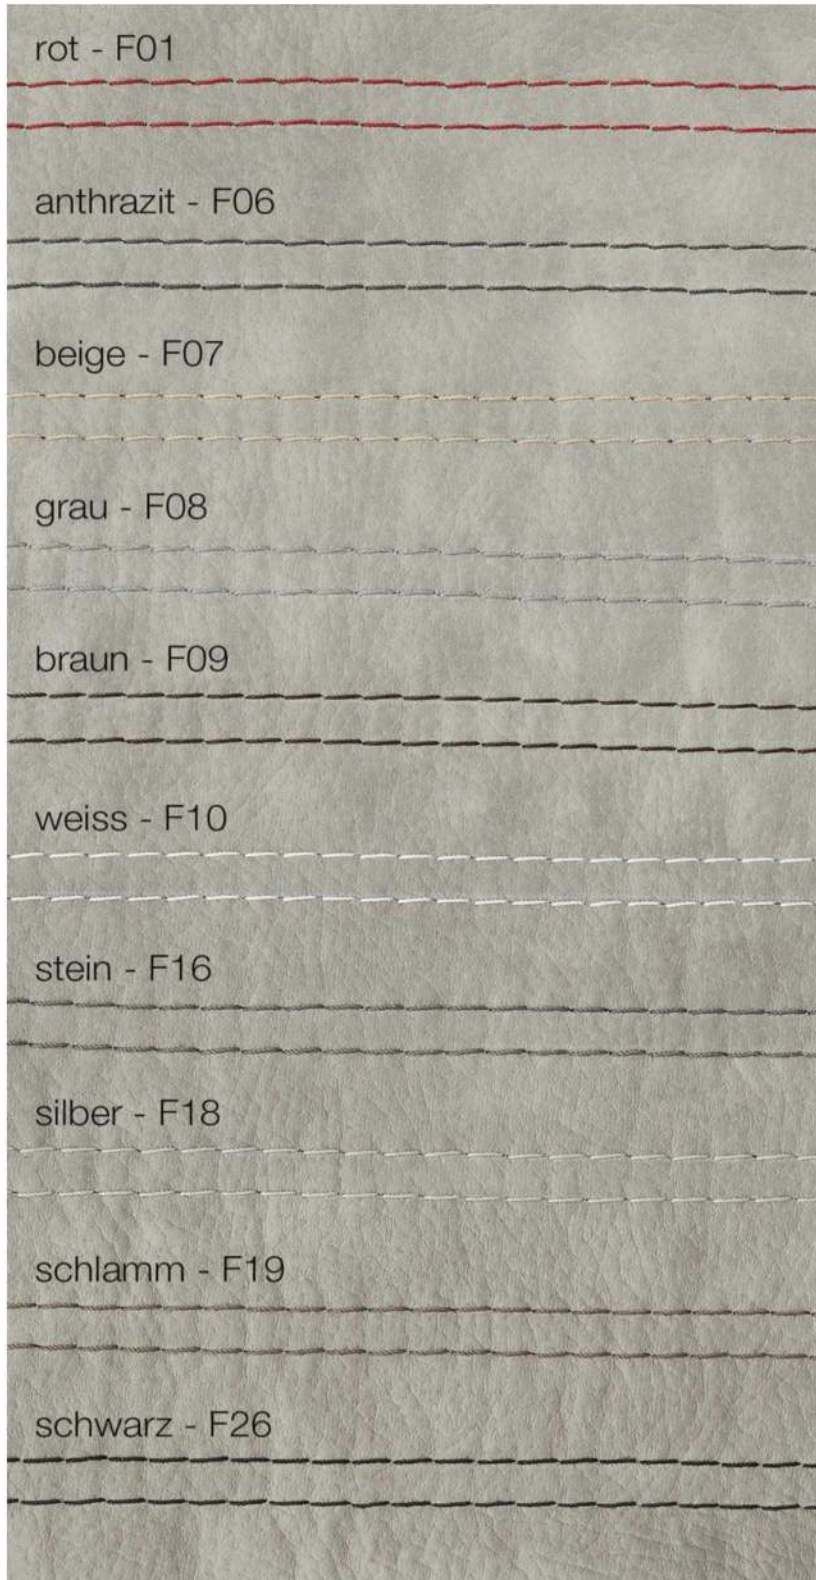 rot - F01
anthrazit - F06
beige - F07
grau - F08
braun - F09
weiss - F10
stein - F16
silber - F18
schlamm - F19
schwarz - F26